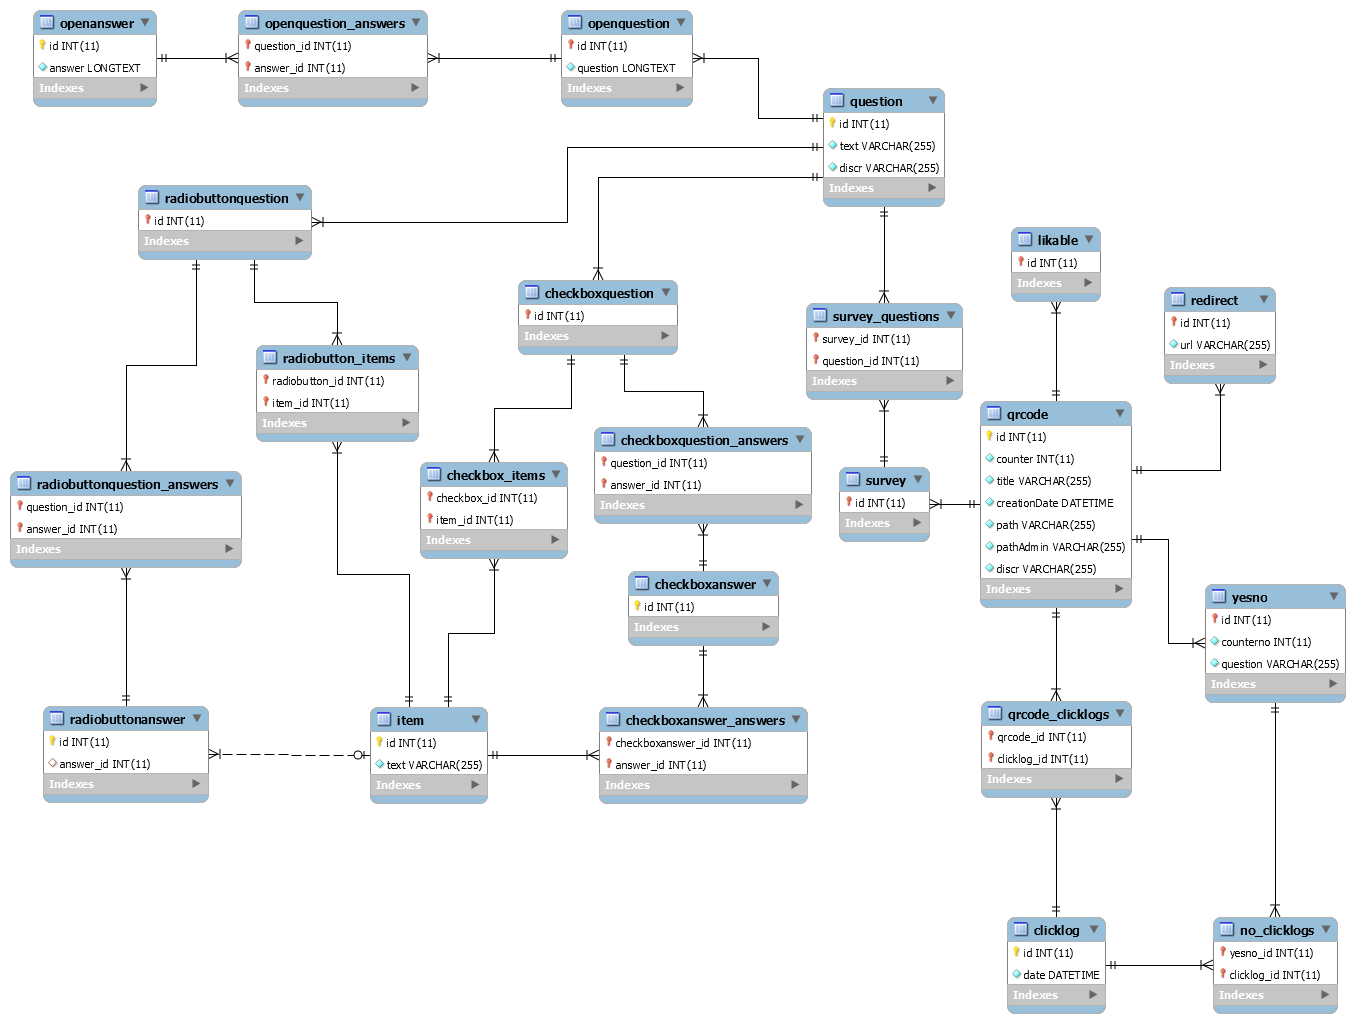 openanswer
id INT(11)
answer LONGTEXT
Indexes
openquestion_answers
question_id INT(11)
answer_id INT(11)
Indexes
openquestion
id INT(11)
question LONGTEXT
Indexes
question
id INT(11)
text VARCHAR(255)
discr VARCHAR(255)
Indexes
radiobuttonquestion
id INT(11)
Indexes
likable
id INT(11)
Indexes
checkboxquestion
id INT(11)
Indexes
redirect
id INT(11)
url VARCHAR(255)
Indexes
survey_questions
survey_id INT(11)
question_id INT(11)
Indexes
radiobutton_items
radiobutton_id INT(11)
item_id INT(11)
Indexes
qrcode
id INT(11)
counter INT(11)
title VARCHAR(255)
creationDate DATETIME
path VARCHAR(255)
pathAdmin VARCHAR(255)
discr VARCHAR(255)
Indexes
checkboxquestion_answers
question_id INT(11)
answer_id INT(11)
Indexes
checkbox_items
checkbox_id INT(11)
item_id INT(11)
Indexes
survey
id INT(11)
Indexes
radiobuttonquestion_answers
question_id INT(11)
answer_id INT(11)
Indexes
checkboxanswer
id INT(11)
Indexes
yesno
id INT(11)
counterno INT(11)
question VARCHAR(255)
Indexes
radiobuttonanswer
id INT(11)
answer_id INT(11)
Indexes
item
id INT(11)
text VARCHAR(255)
Indexes
checkboxanswer_answers
checkboxanswer_id INT(11)
answer_id INT(11)
Indexes
qrcode_clicklogs
qrcode_id INT(11)
clicklog_id INT(11)
Indexes
clicklog
id INT(11)
date DATETIME
Indexes
no_clicklogs
yesno_id INT(11)
clicklog_id INT(11)
Indexes